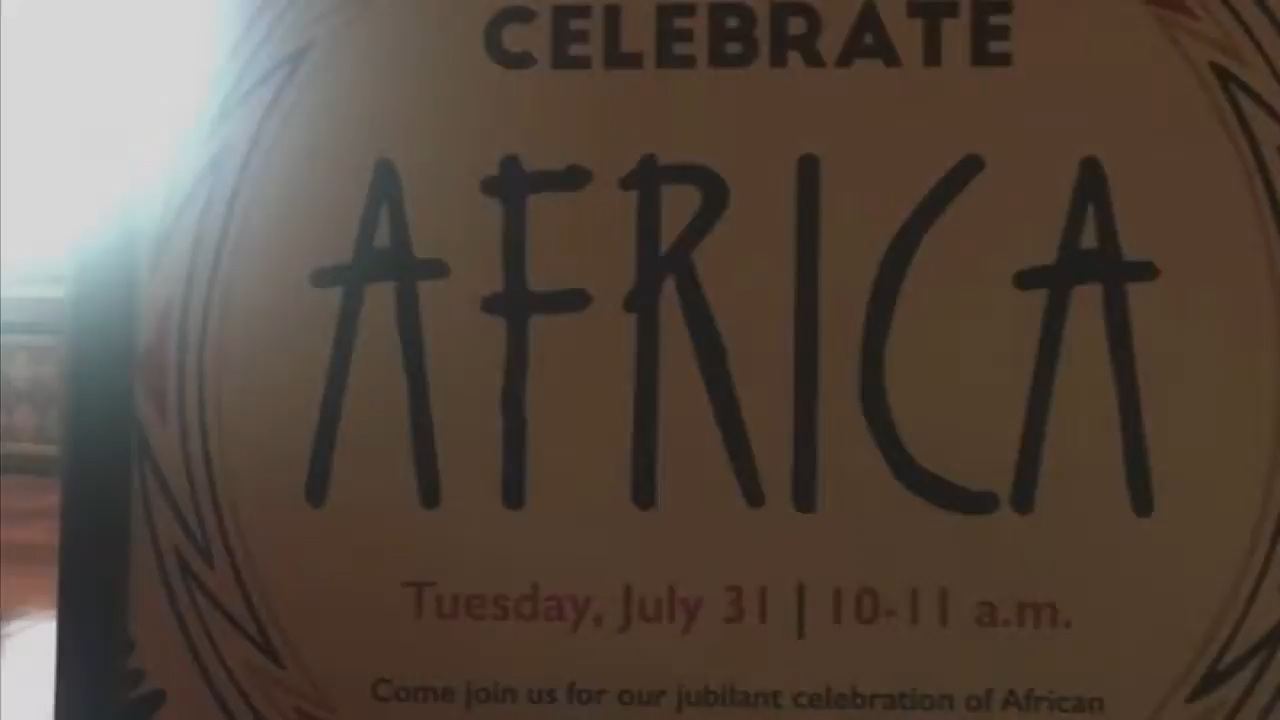 CELEBRATE
AFRICA
Tuesday, July 31 | 10-11 a.m.
Come join us for our jubilant celebration of African